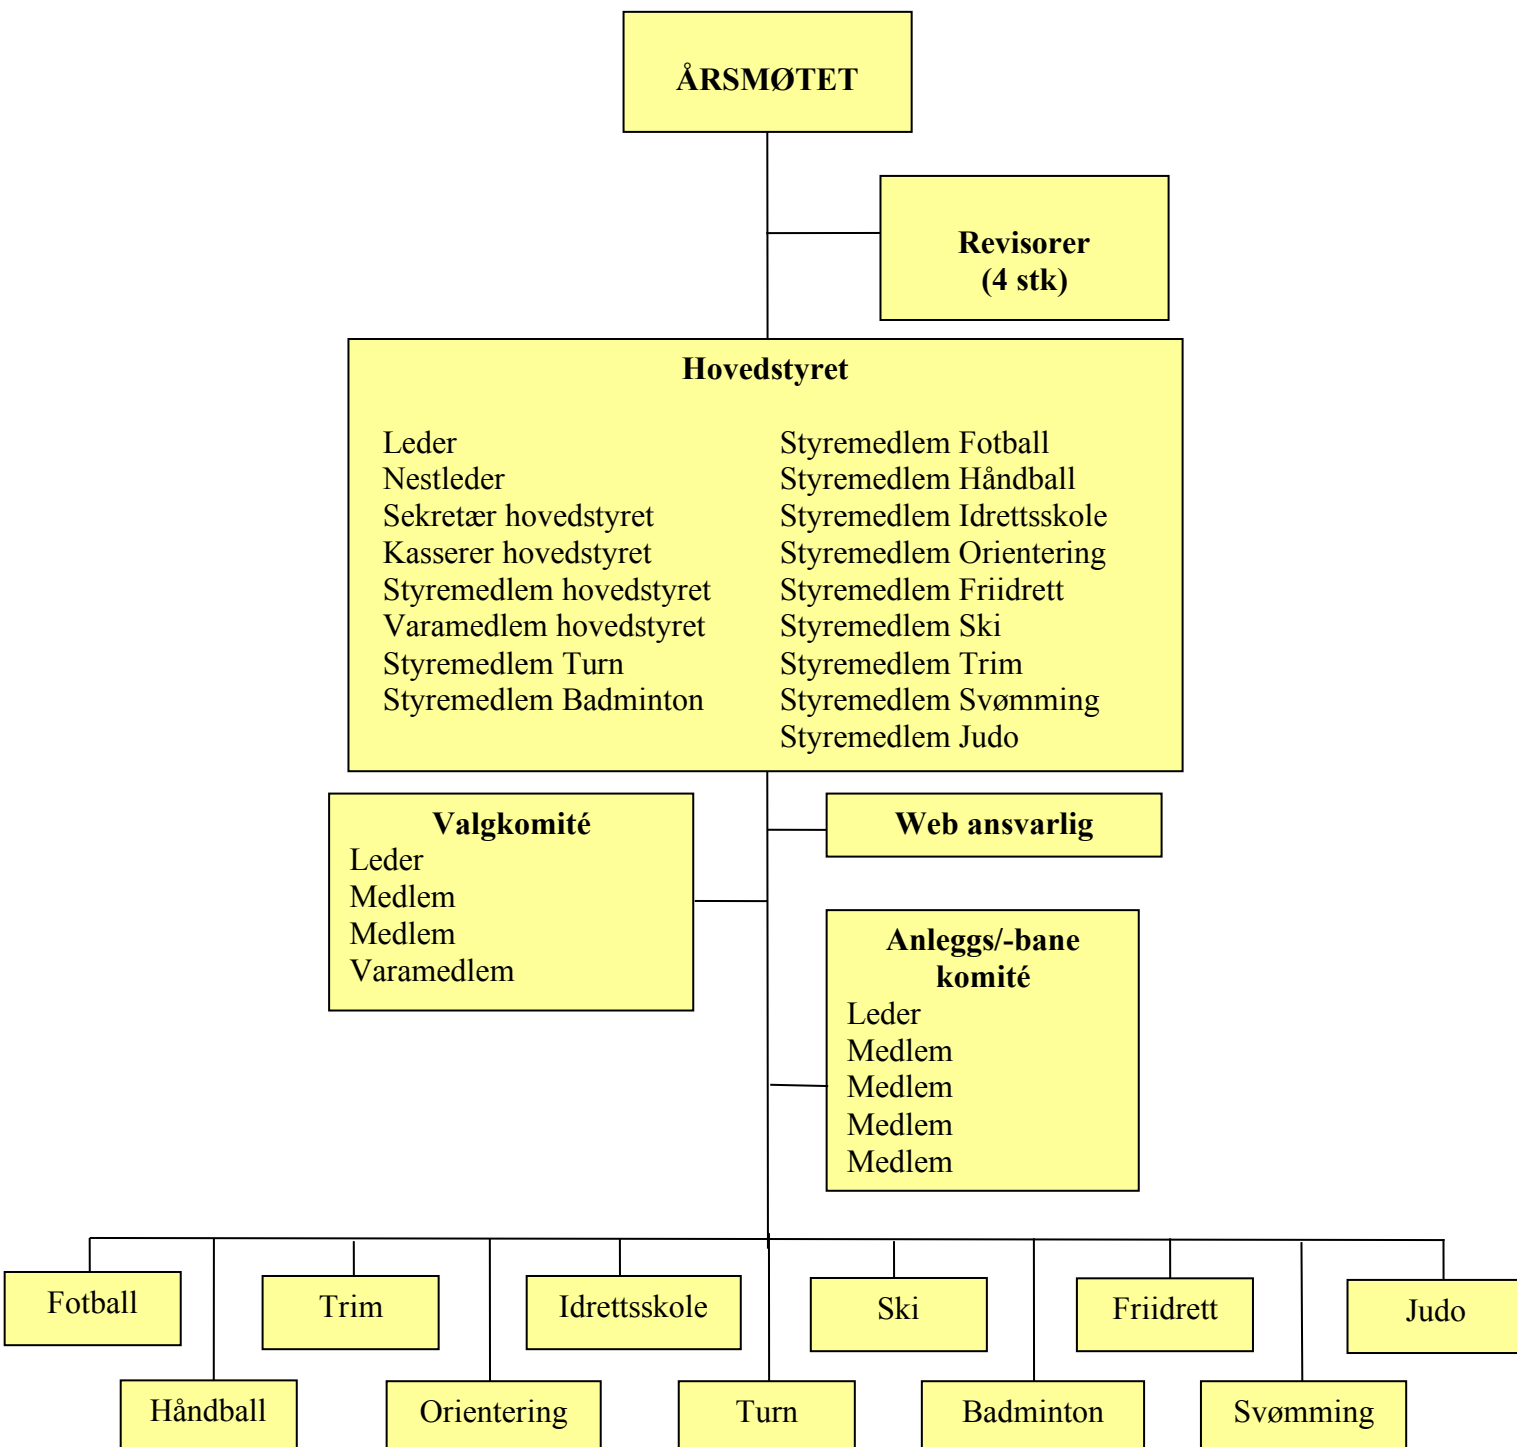 ÅRSMØTET
Revisorer
(4 stk)
Hovedstyret
Leder
Nestleder
Sekretær hovedstyret
Kasserer hovedstyret
Styremedlem hovedstyret
Varamedlem hovedstyret
Styremedlem Turn
Styremedlem Badminton
Styremedlem Fotball
Styremedlem Håndball
Styremedlem Idrettsskole
Styremedlem Orientering
Styremedlem Friidrett
Styremedlem Ski
Styremedlem Trim
Styremedlem Svømming
Styremedlem Judo
Valgkomité
Leder
Medlem
Medlem
Varamedlem
Web ansvarlig
Anleggs/-bane
komité
Leder
Medlem
Medlem
Medlem
Medlem
Fotball
Trim
Idrettsskole
Ski
Friidrett
Judo
Håndball
Orientering
Turn
Badminton
Svømming